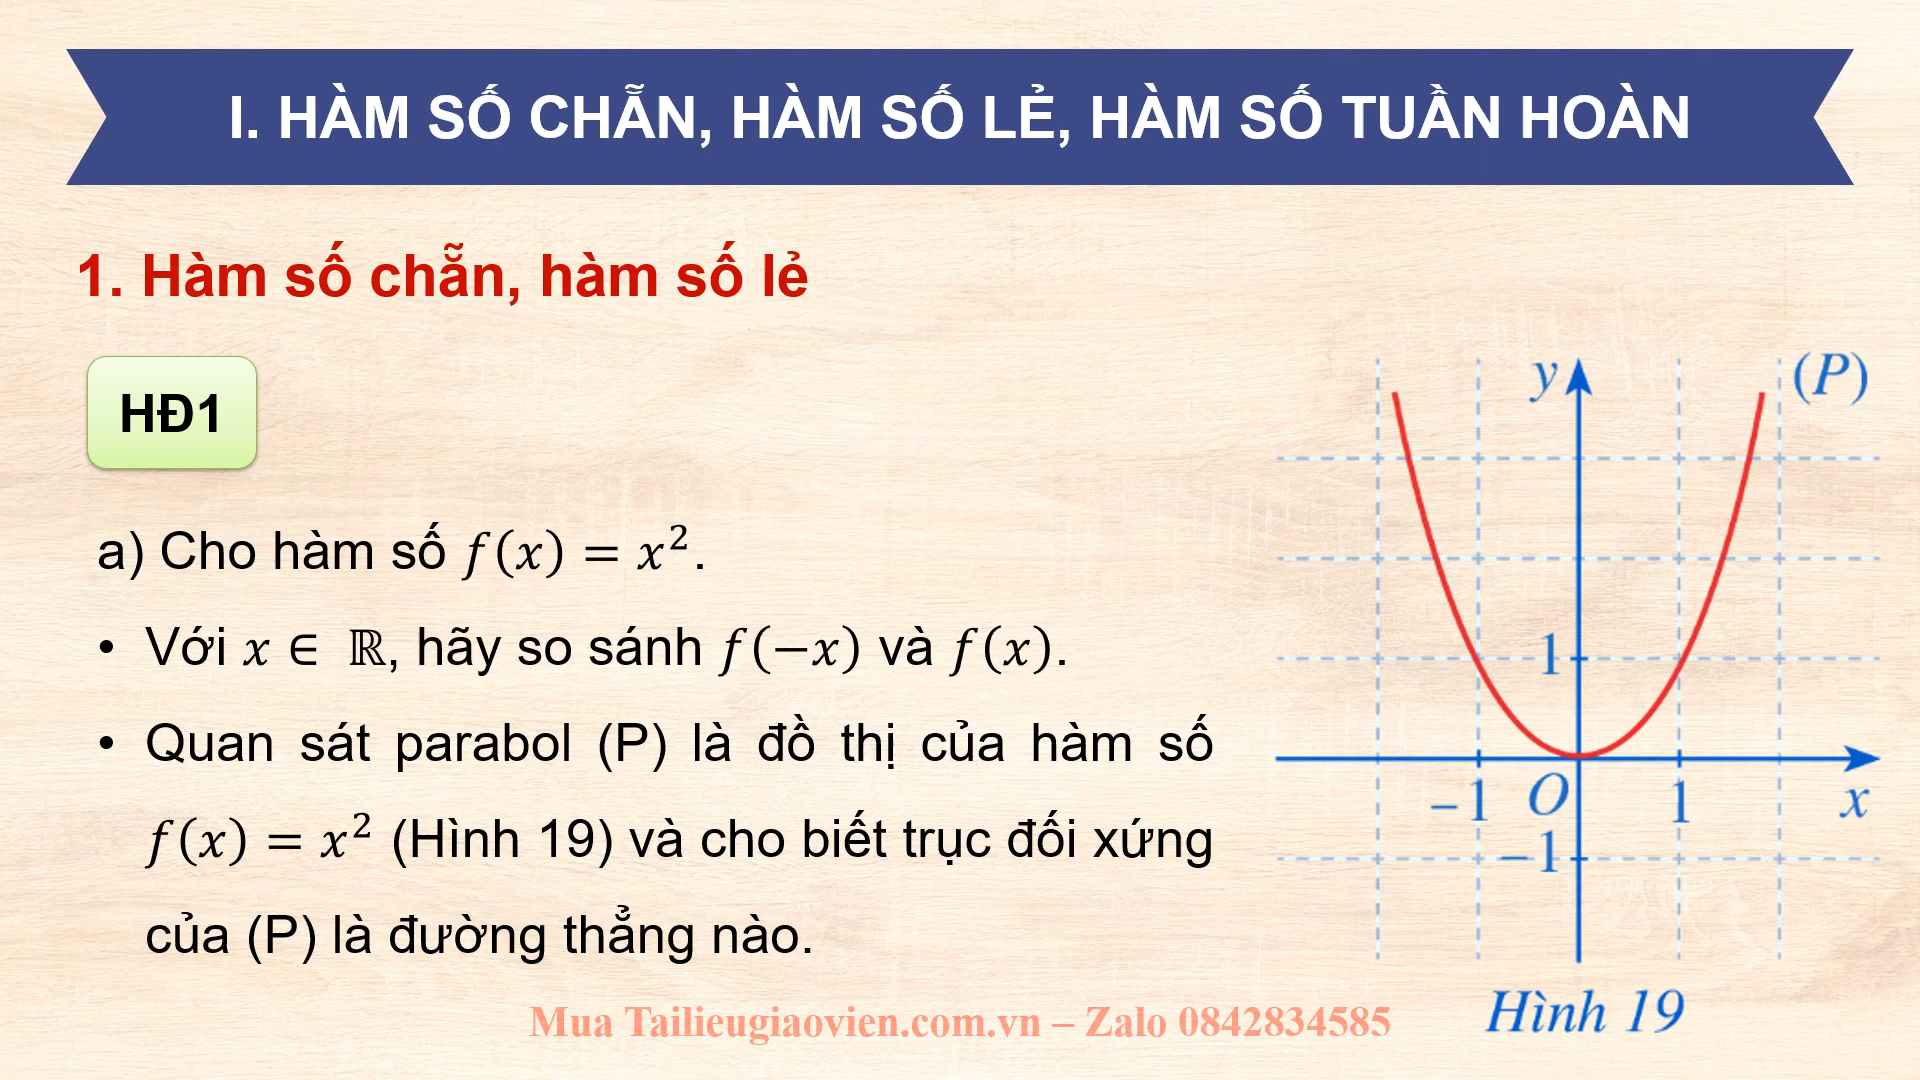 I. HÀM SỐ CHẴN, HÀM SỐ LẺ, HÀM SỐ TUẦN HOÀN
1. Hàm số chẵn, hàm số lẻ
HĐ1
a) Cho hàm số f(x) = x².
• Với x ∈ ℝ, hãy so sánh f(−x) và f(x).
• Quan sát parabol (P) là đồ thị của hàm số
f(x) = x² (Hình 19) và cho biết trục đối xứng
của (P) là đường thẳng nào.
y
(P)
1
−1
O
1
x
−1
Hình 19
Mua Tailieugiaovien.com.vn – Zalo 0842834585